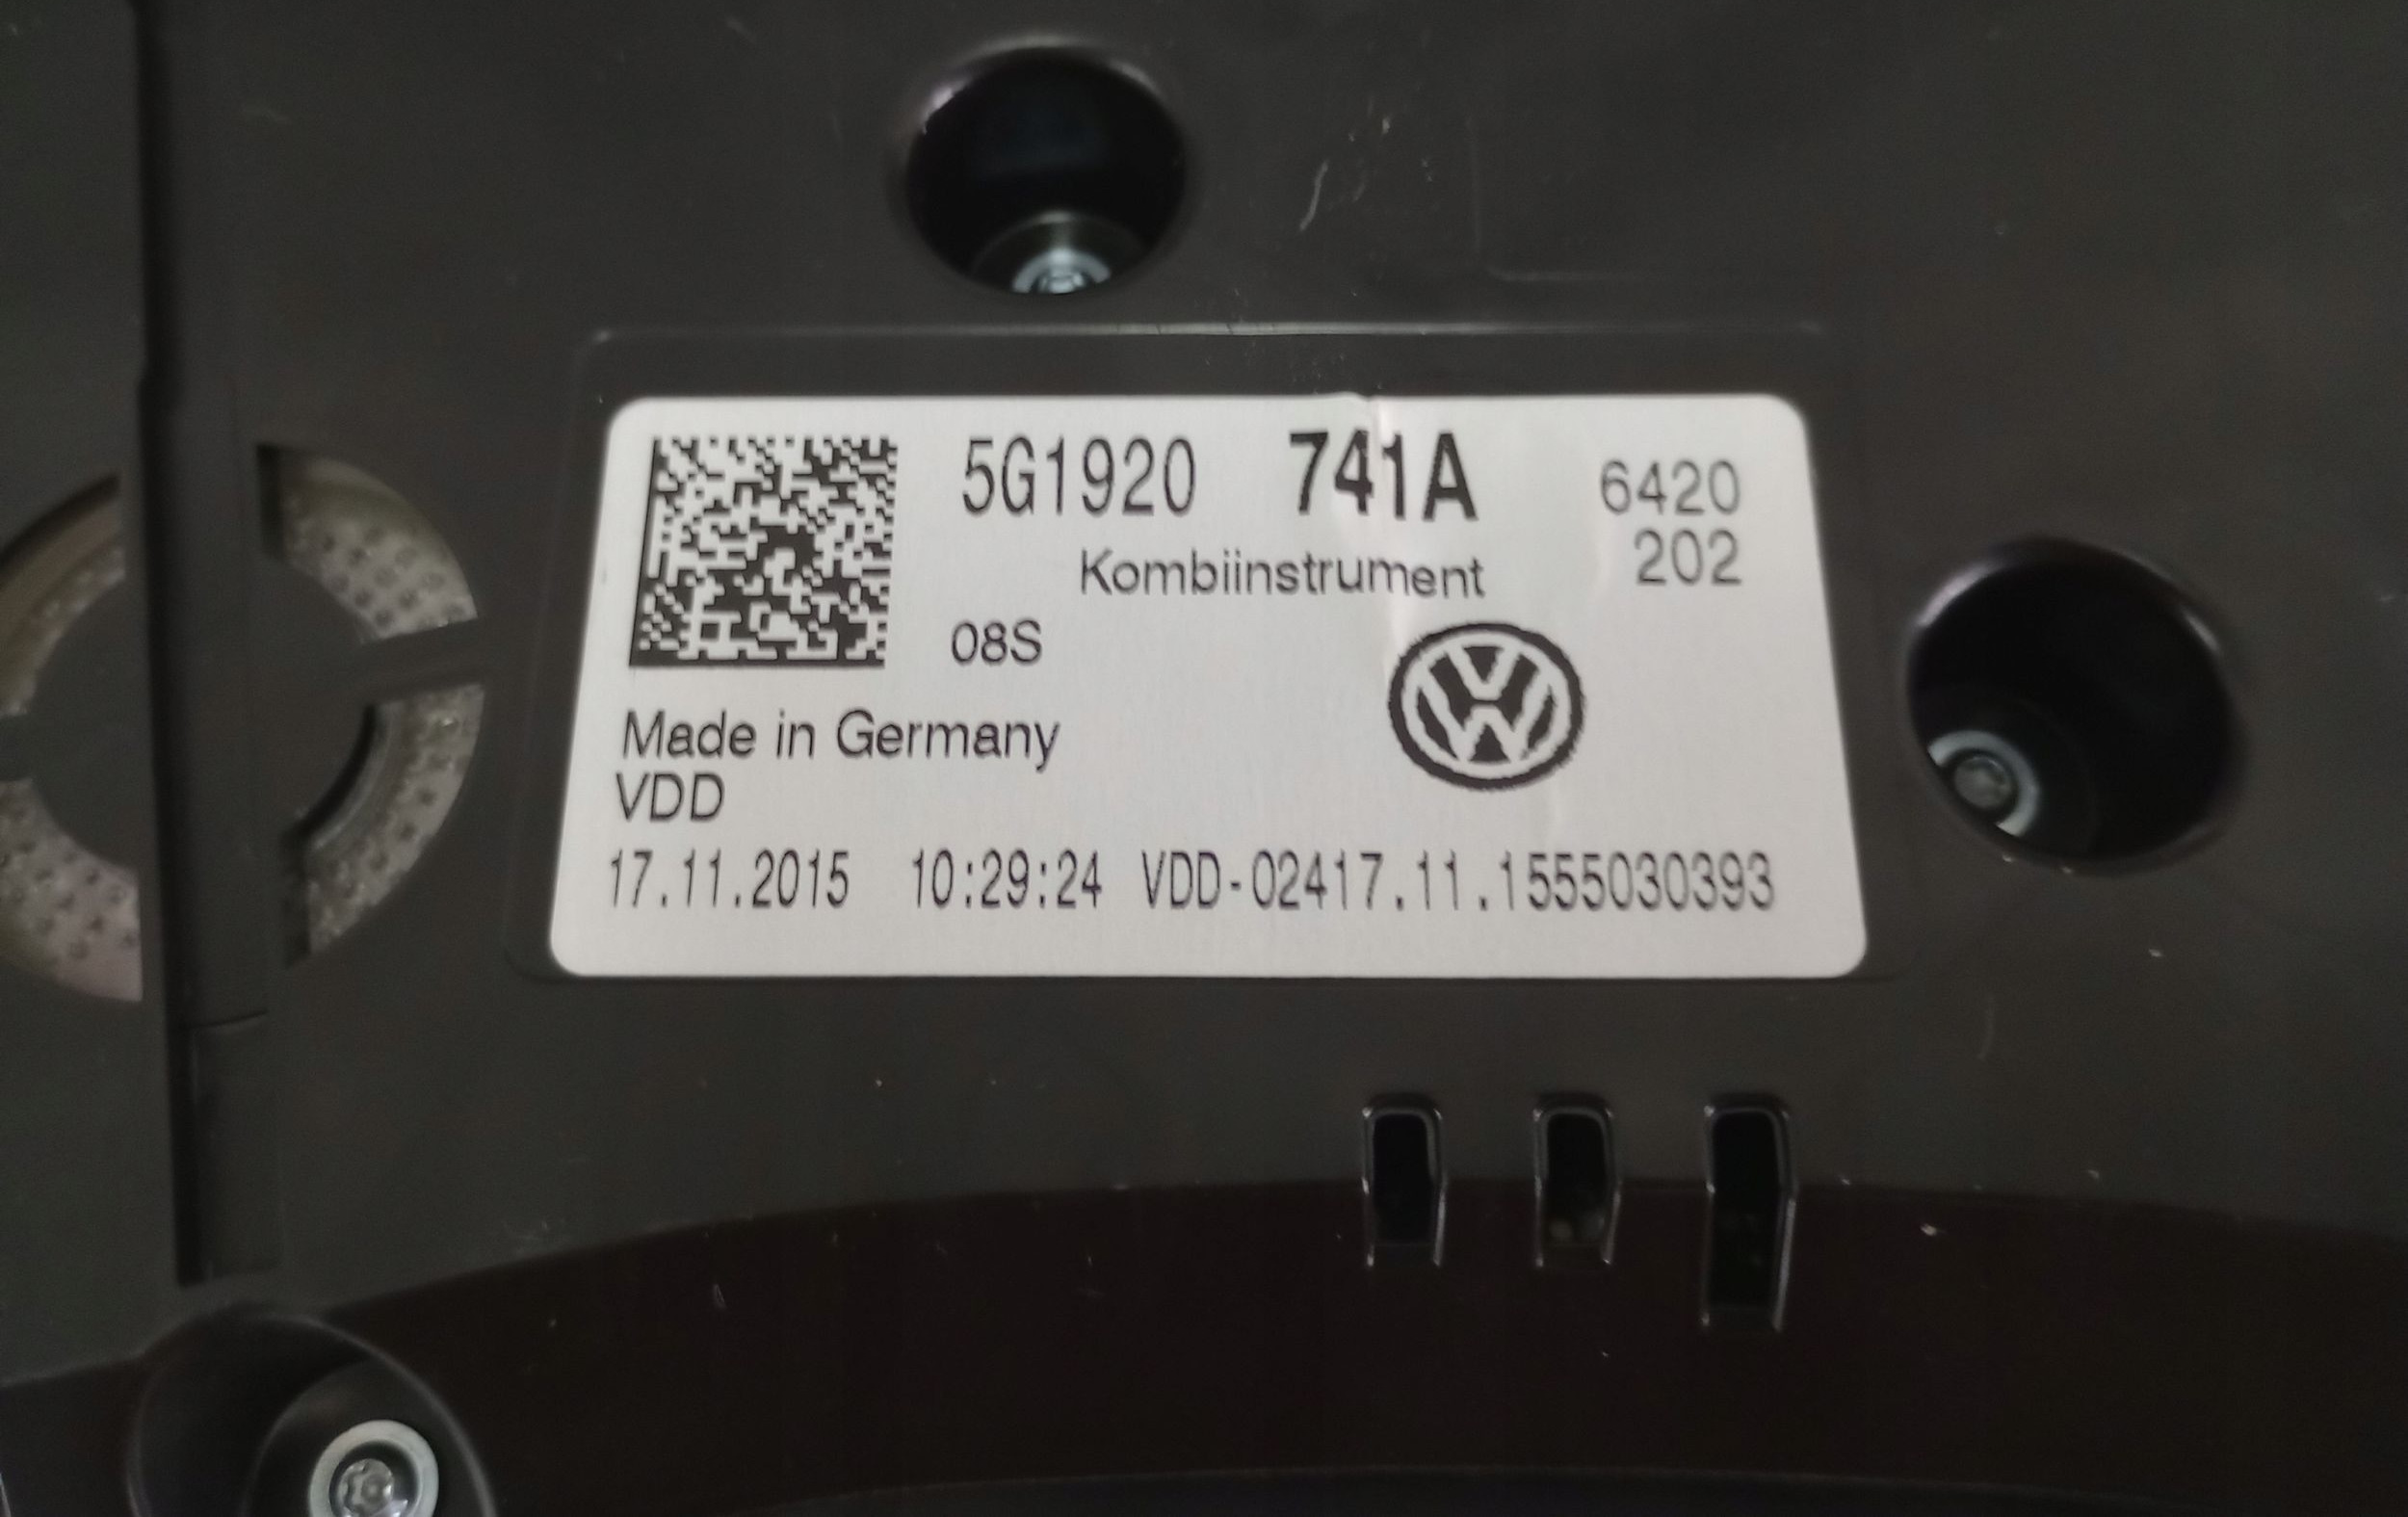 5G1920 741A 6420
202
Kombiinstrument
08S
Made in Germany
VDD
17.11.2015 10:29:24 VDD-02417.11.1555030393